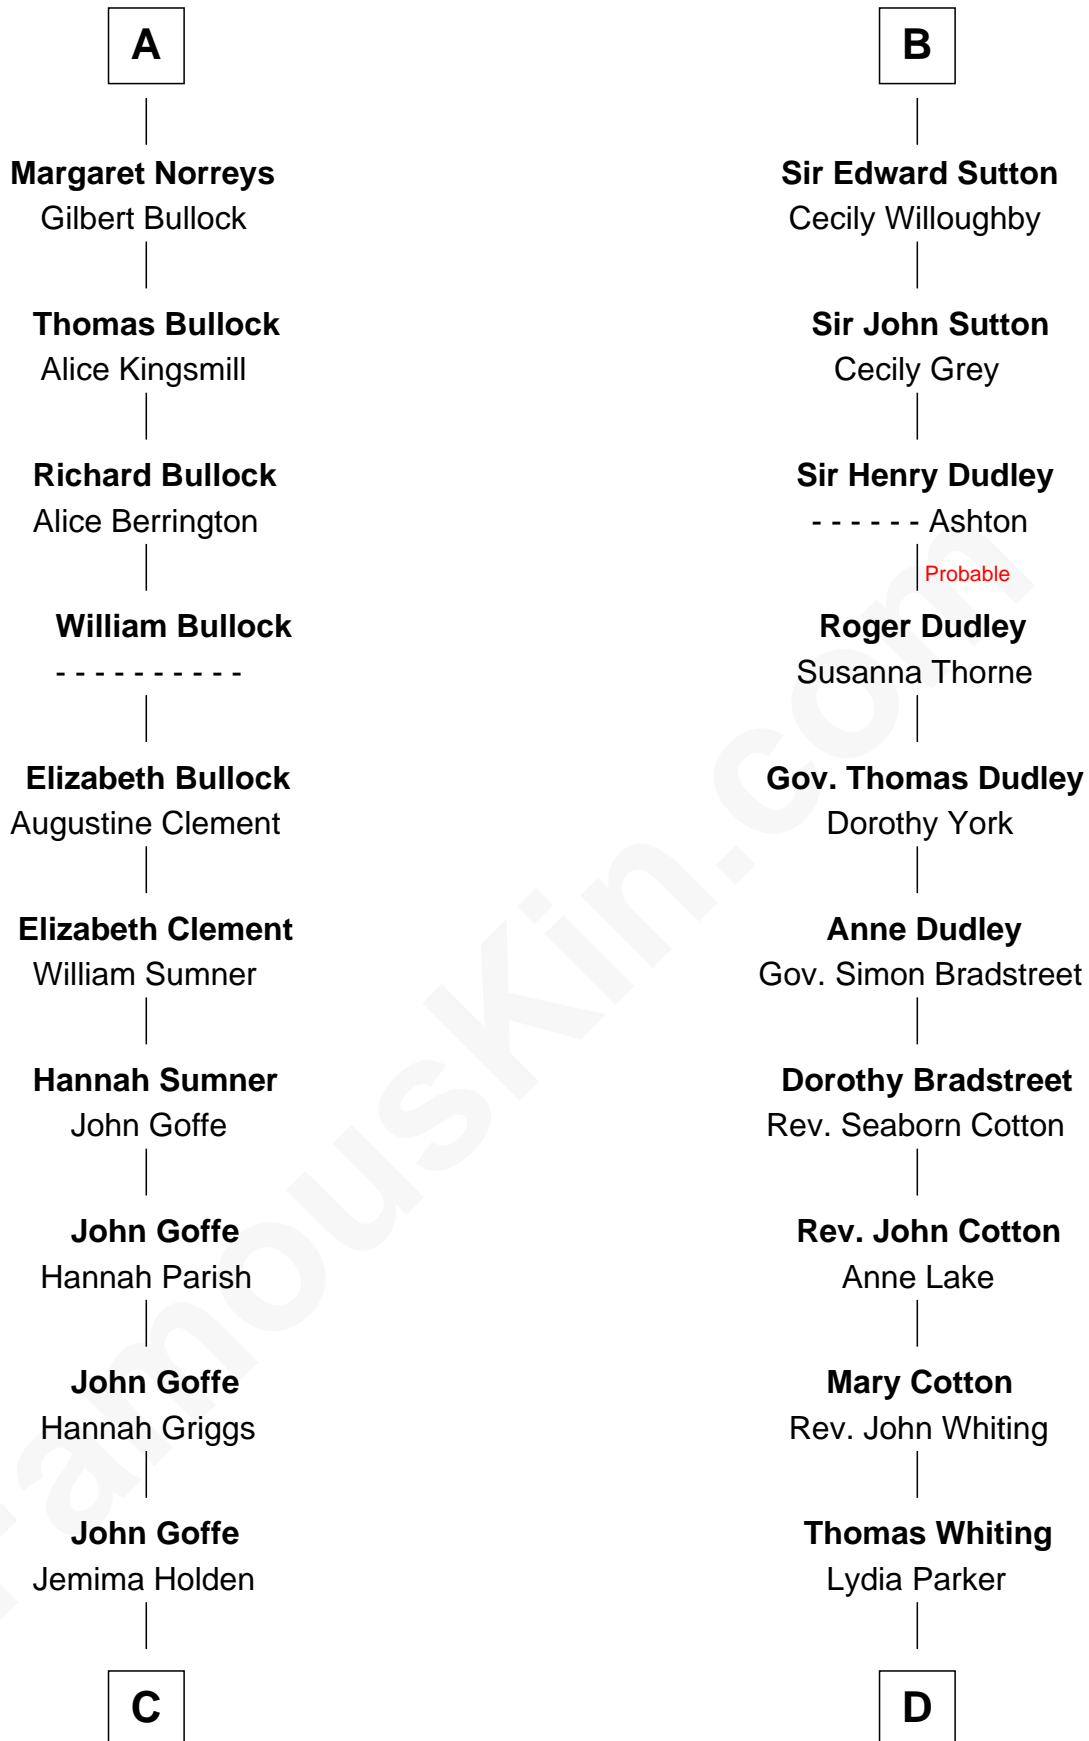 A
Margaret Norreys
Gilbert Bullock
Thomas Bullock
Alice Kingsmill
Richard Bullock
Alice Berrington
William Bullock
- - - - - - - - - -
Elizabeth Bullock
Augustine Clement
Elizabeth Clement
William Sumner
Hannah Sumner
John Goffe
John Goffe
Hannah Parish
John Goffe
Hannah Griggs
John Goffe
Jemima Holden
C
B
Sir Edward Sutton
Cecily Willoughby
Sir John Sutton
Cecily Grey
Sir Henry Dudley
- - - - - - Ashton
Probable
Roger Dudley
Susanna Thorne
Gov. Thomas Dudley
Dorothy York
Anne Dudley
Gov. Simon Bradstreet
Dorothy Bradstreet
Rev. Seaborn Cotton
Rev. John Cotton
Anne Lake
Mary Cotton
Rev. John Whiting
Thomas Whiting
Lydia Parker
D
FamousKin.com